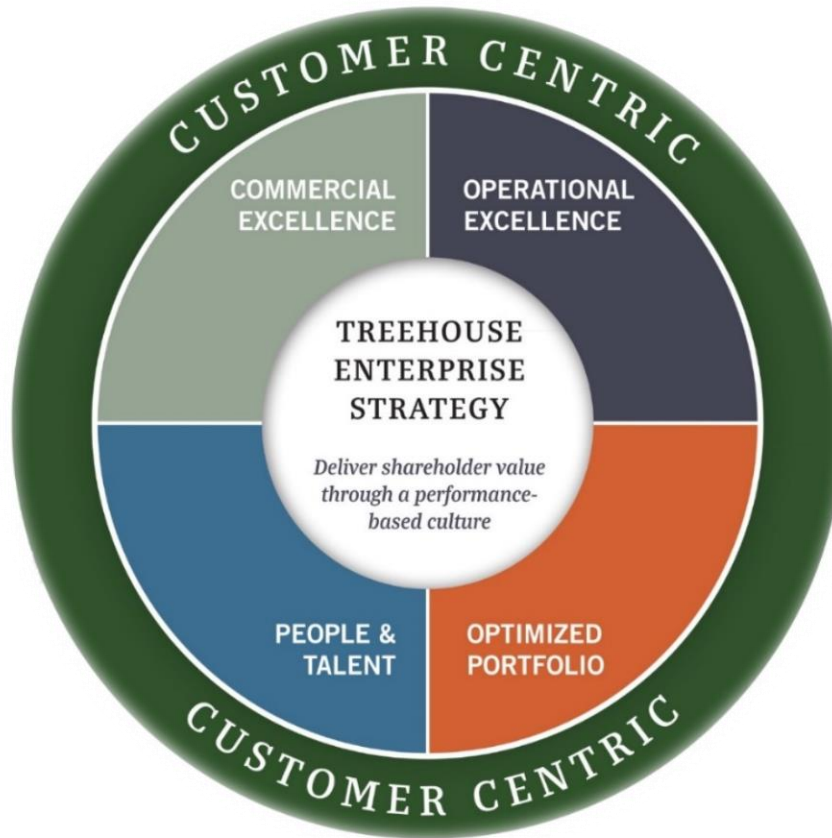 CUSTOMER CENTRIC
COMMERCIAL
EXCELLENCE
OPERATIONAL
EXCELLENCE
TREEHOUSE
ENTERPRISE
STRATEGY
Deliver shareholder value
through a performance-
based culture
PEOPLE &
TALENT
OPTIMIZED
PORTFOLIO
CUSTOMER CENTRIC